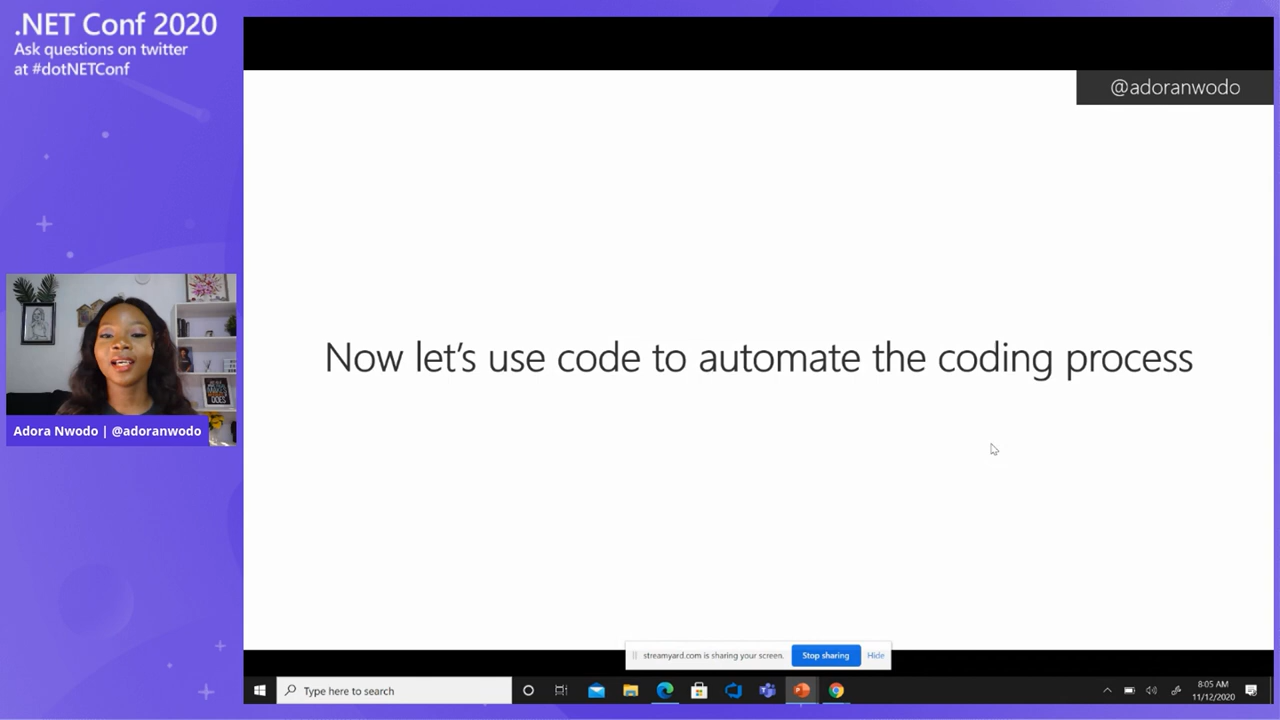 .NET Conf 2020
Ask questions on twitter
at #dotNETConf
@adoranwodo
Now let's use code to automate the coding process
Adora Nwodo | @adoranwodo
streamyard.com is sharing your screen.
Stop sharing
Hide
Type here to search
8:05 AM
11/12/2020